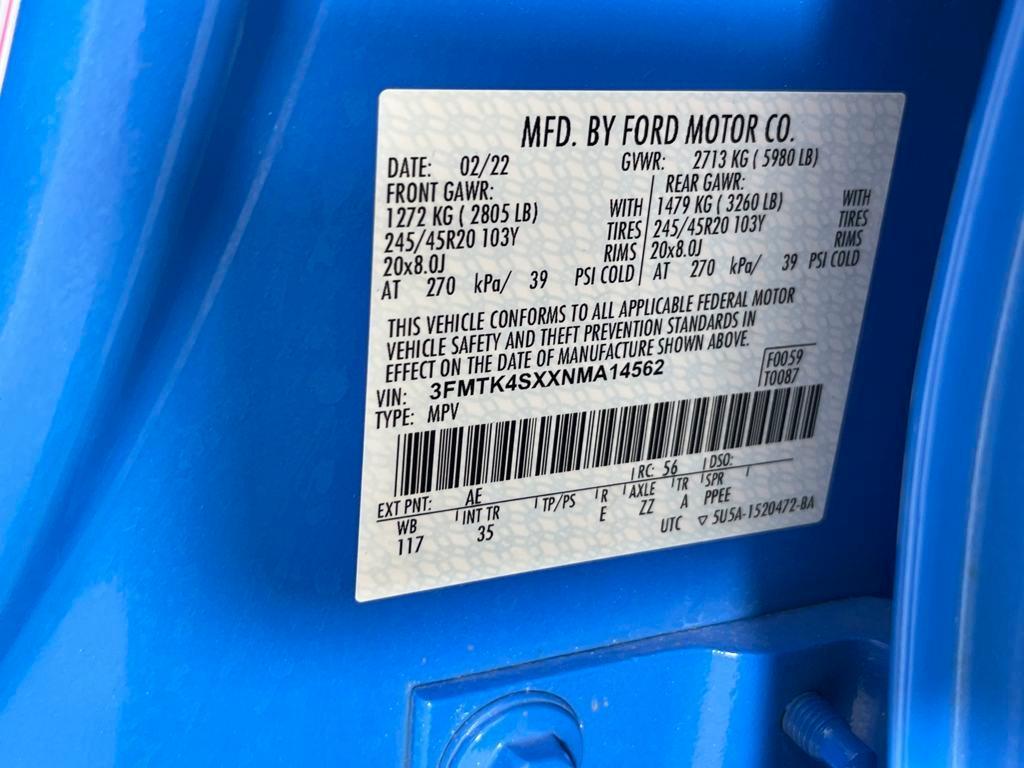 MFD. BY FORD MOTOR CO.
DATE: 02/22 GVWR: 2713 KG ( 5980 LB)
FRONT GAWR: REAR GAWR:
1272 KG ( 2805 LB) WITH 1479 KG ( 3260 LB) WITH
245/45R20 103Y TIRES 245/45R20 103Y TIRES
20x8.0J RIMS 20x8.0J RIMS
AT 270 kPa/ 39 PSI COLD AT 270 kPa/ 39 PSI COLD
THIS VEHICLE CONFORMS TO ALL APPLICABLE FEDERAL MOTOR
VEHICLE SAFETY AND THEFT PREVENTION STANDARDS IN
EFFECT ON THE DATE OF MANUFACTURE SHOWN ABOVE.
VIN: 3FMTK4SXXNMA14562 F0059
TYPE: MPV T0087
EXT PNT: AE RC: 56 DSO:
WB INT TR TP/PS R AXLE TR SPR
117 35 E ZZ A PPEE
UTC ▽ 5U5A-1520472-BA